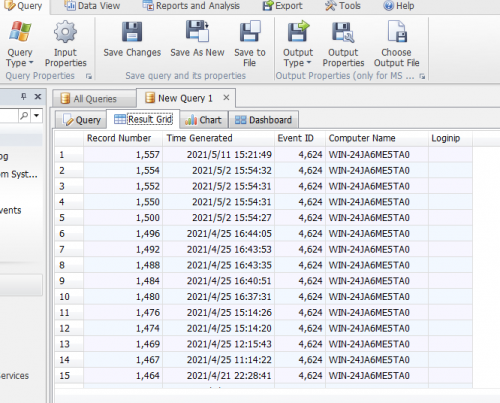 Query Data View Reports and Analysis Export Tools Help
Query Type Input Properties Save Changes Save As New Save to File Output Type Output Properties Choose Output File
Query Properties Save query and its properties Output Properties (only for MS ...
All Queries New Query 1
Query Result Grid Chart Dashboard
Record Number Time Generated Event ID Computer Name Loginip
1 1,557 2021/5/11 15:21:49 4,624 WIN-24JA6ME5TA0
2 1,554 2021/5/2 15:54:32 4,624 WIN-24JA6ME5TA0
3 1,552 2021/5/2 15:54:31 4,624 WIN-24JA6ME5TA0
4 1,550 2021/5/2 15:54:31 4,624 WIN-24JA6ME5TA0
5 1,500 2021/5/2 15:54:27 4,624 WIN-24JA6ME5TA0
6 1,496 2021/4/25 16:44:05 4,624 WIN-24JA6ME5TA0
7 1,492 2021/4/25 16:43:53 4,624 WIN-24JA6ME5TA0
8 1,488 2021/4/25 16:43:35 4,624 WIN-24JA6ME5TA0
9 1,484 2021/4/25 16:40:51 4,624 WIN-24JA6ME5TA0
10 1,480 2021/4/25 16:37:31 4,624 WIN-24JA6ME5TA0
11 1,476 2021/4/25 15:14:26 4,624 WIN-24JA6ME5TA0
12 1,474 2021/4/25 15:14:20 4,624 WIN-24JA6ME5TA0
13 1,469 2021/4/25 12:15:43 4,624 WIN-24JA6ME5TA0
14 1,467 2021/4/25 11:14:22 4,624 WIN-24JA6ME5TA0
15 1,464 2021/4/21 22:28:41 4,624 WIN-24JA6ME5TA0
og
om Syst...
vents
ervices